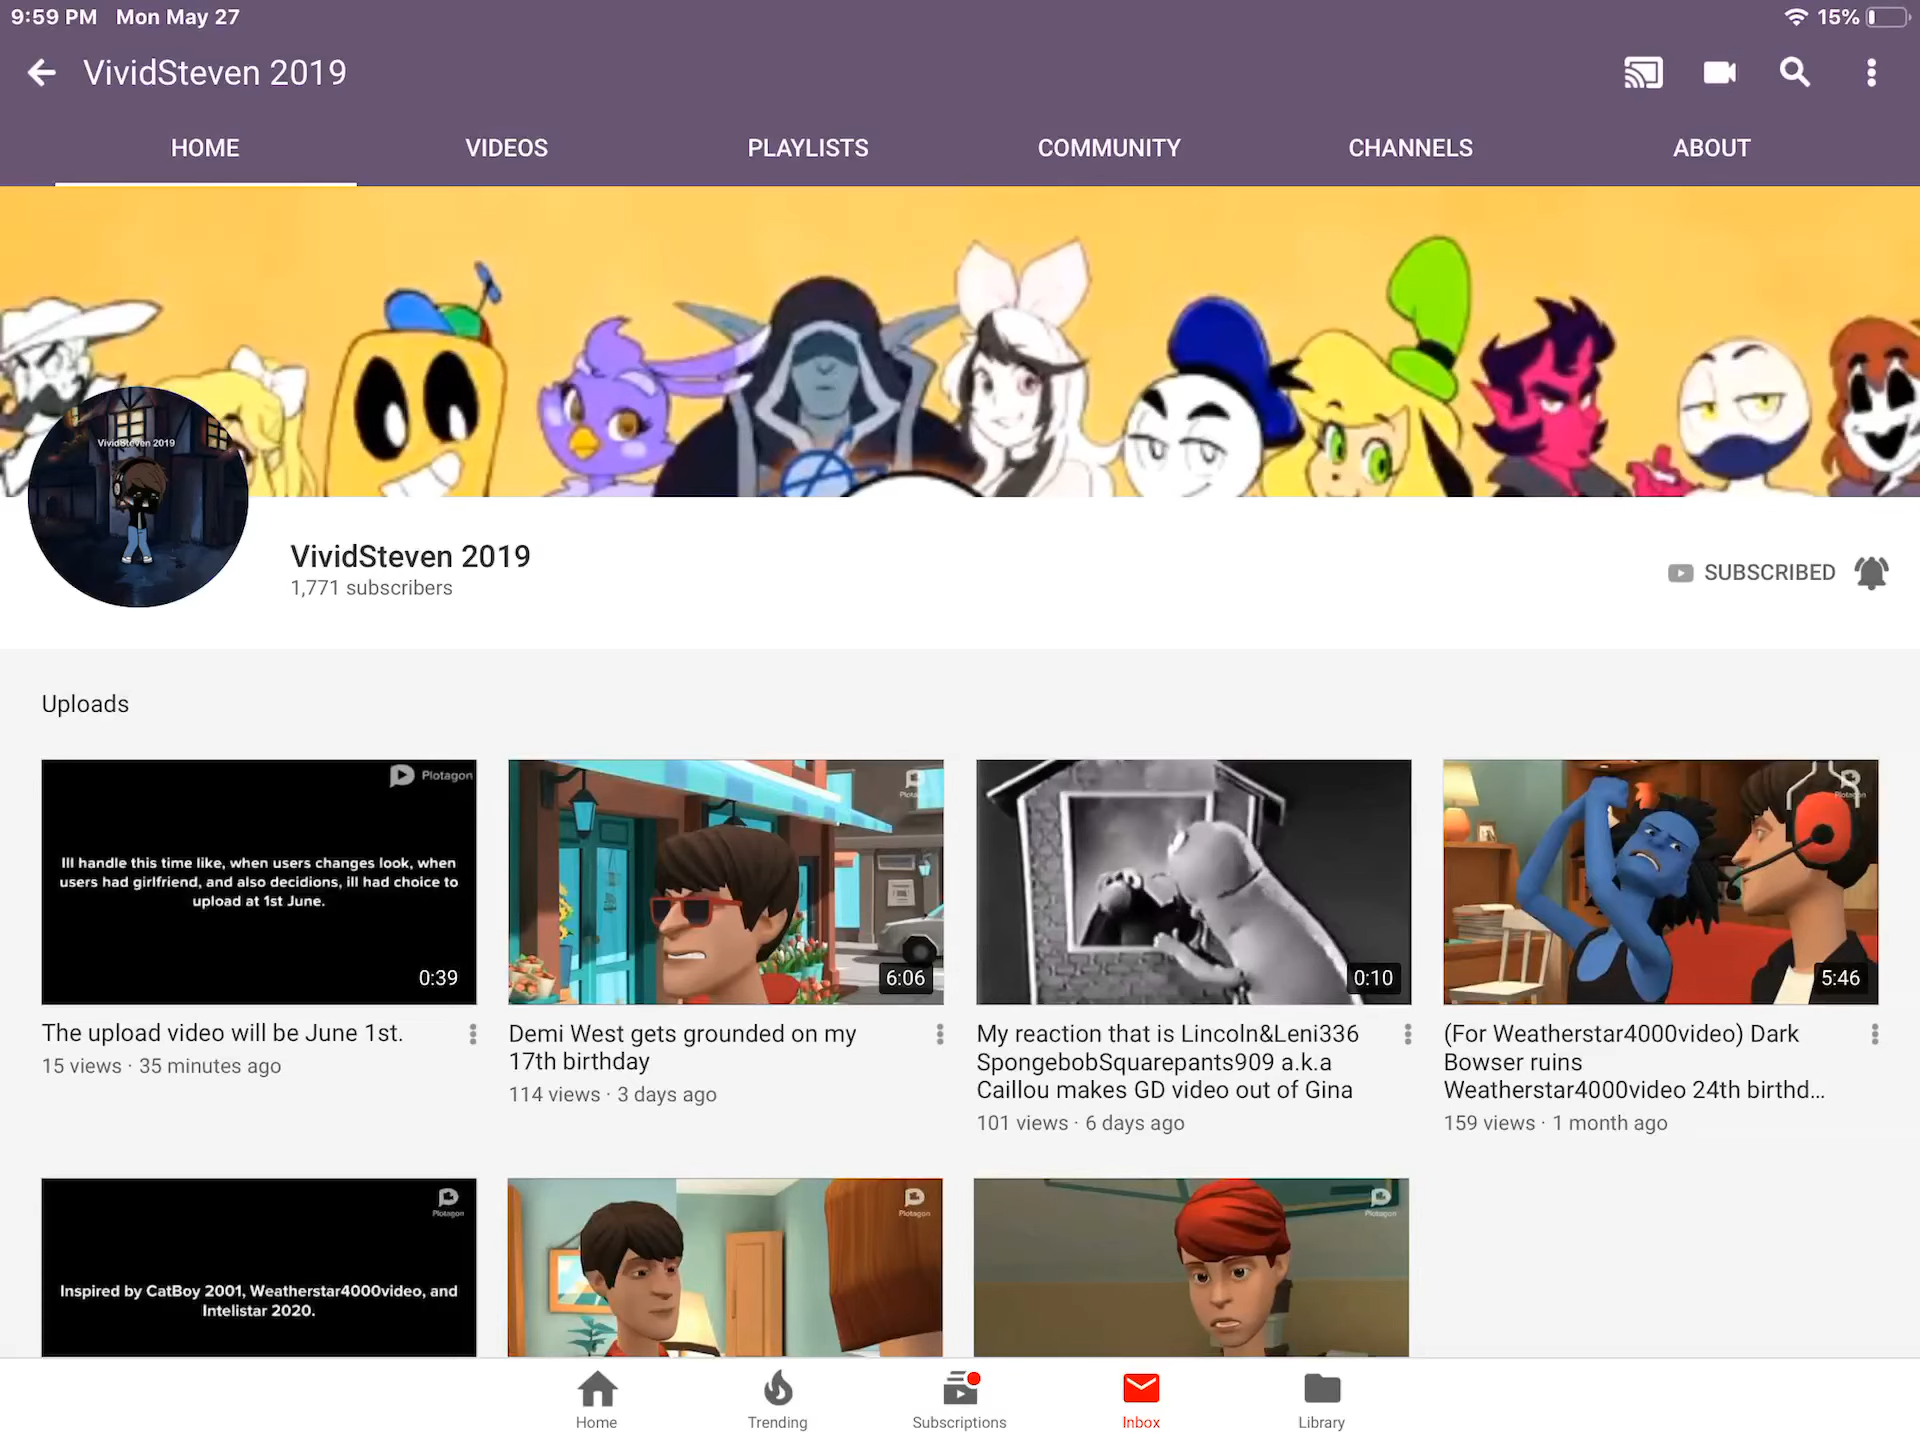 9:59 PM Mon May 27
15%
VividSteven 2019
HOME VIDEOS PLAYLISTS COMMUNITY CHANNELS ABOUT
VividSteven 2019
VividSteven 2019
1,771 subscribers
SUBSCRIBED
Uploads
Plotagon
Ill handle this time like, when users changes look, when
users had girlfriend, and also decisions, ill had choice to
upload at 1st June.
0:39
The upload video will be June 1st.
15 views · 35 minutes ago
6:06
Demi West gets grounded on my
17th birthday
114 views · 3 days ago
0:10
My reaction that is Lincoln&Leni336
SpongebobSquarepants909 a.k.a
Caillou makes GD video out of Gina
101 views · 6 days ago
Plotagon
5:46
(For Weatherstar4000video) Dark
Bowser ruins
Weatherstar4000video 24th birthd...
159 views · 1 month ago
Plotagon
Inspired by CatBoy 2001, Weatherstar4000video, and
Intelistar 2020.
Plotagon
Plotagon
Home Trending Subscriptions Inbox Library